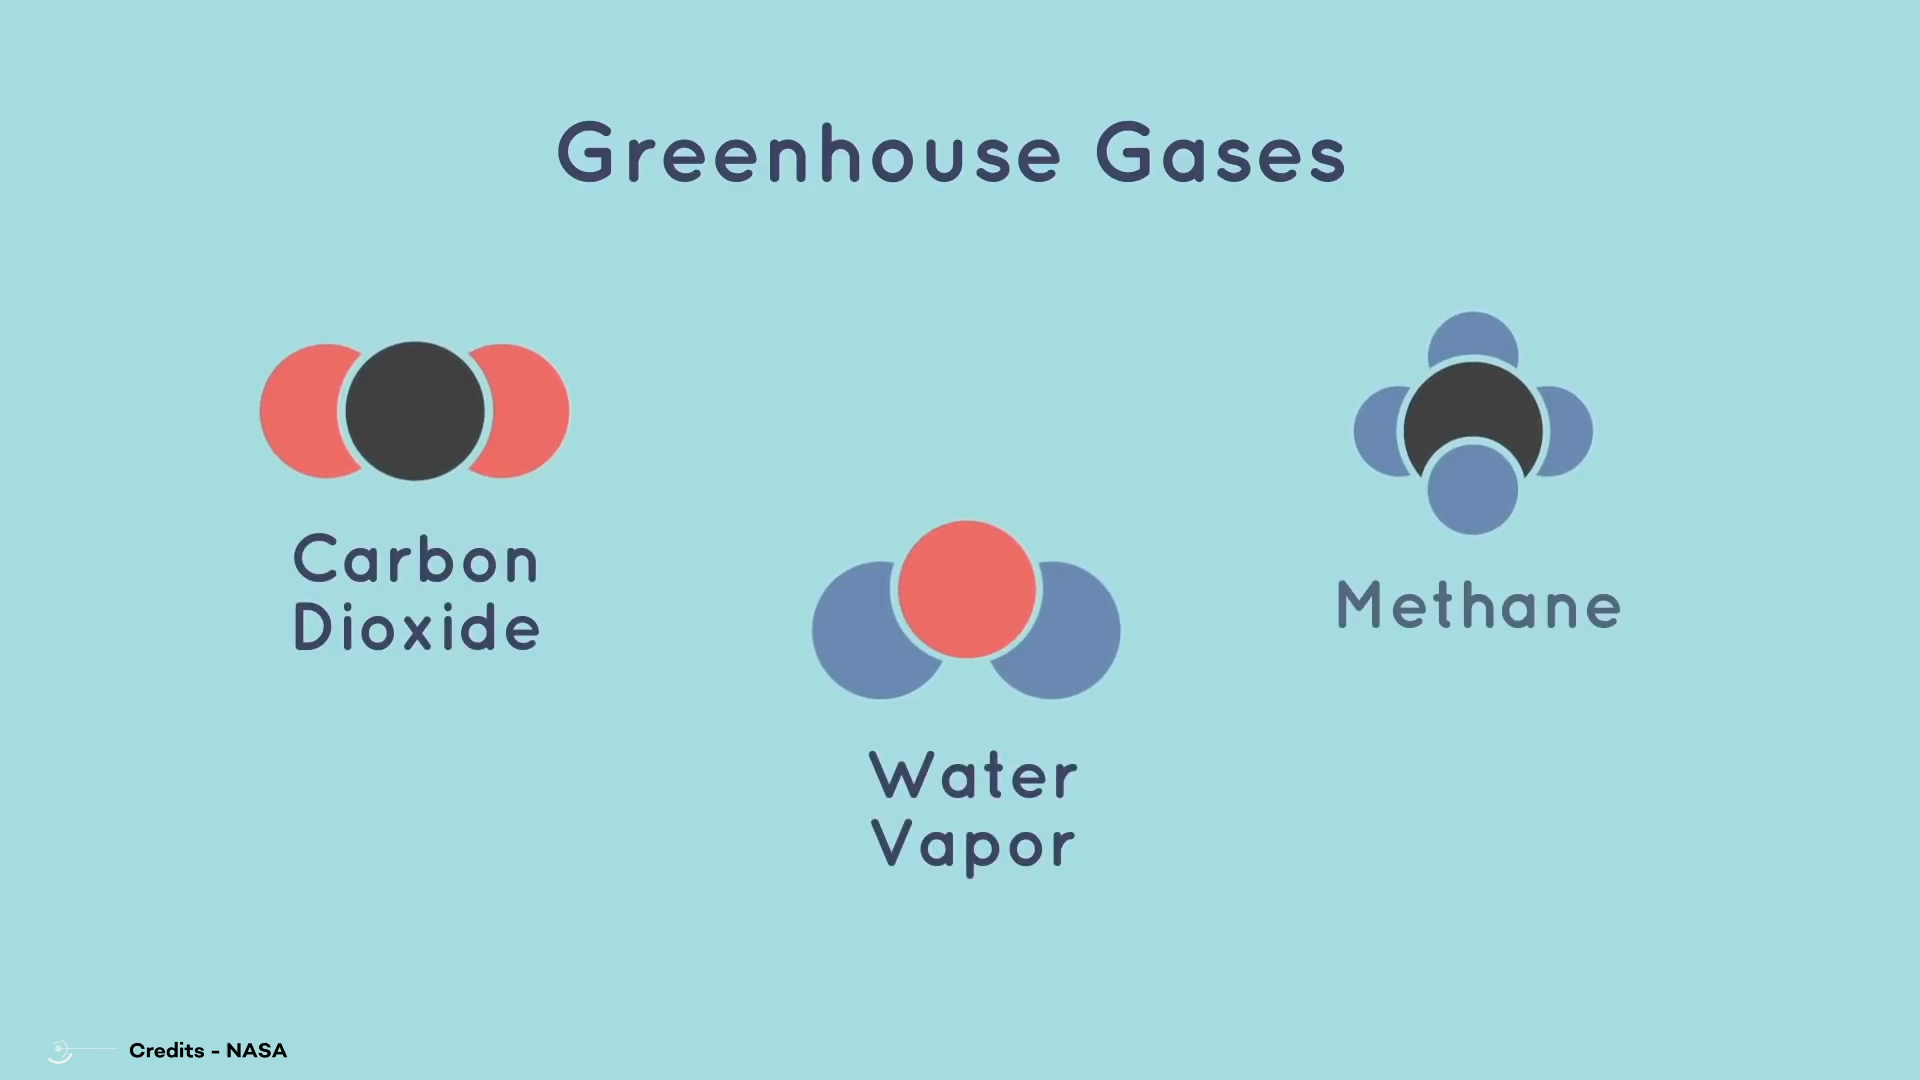 Greenhouse Gases
Carbon
Dioxide
Water
Vapor
Methane
Credits - NASA